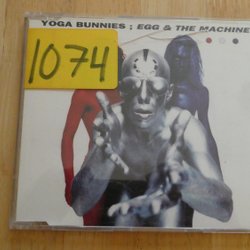 YOGA BUNNIES ; EGG & THE MACHINE
1074